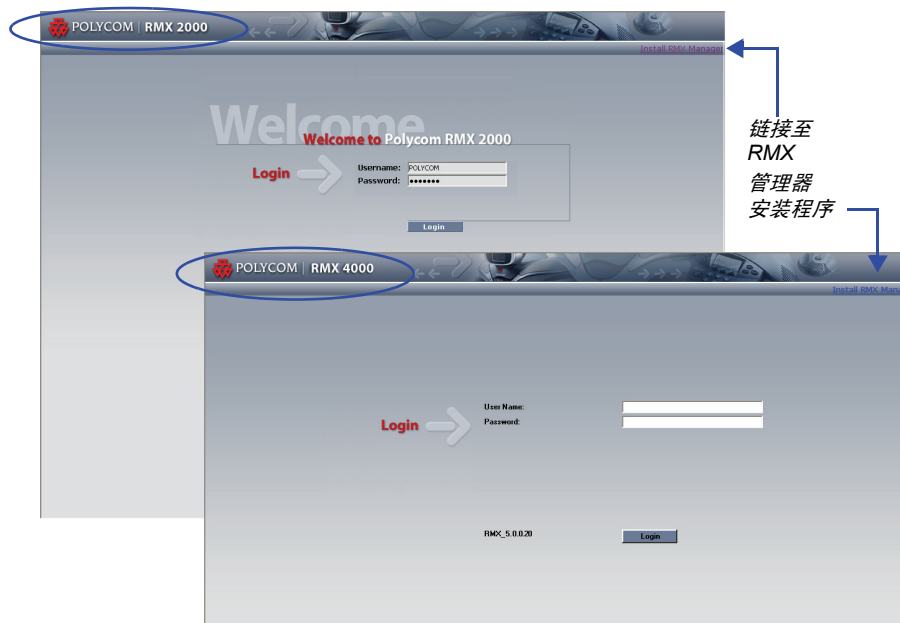 POLYCOM | RMX 2000
Install RMX Manager
Welcome
Welcome to Polycom RMX 2000
Login
Username: POLYCOM
Password: •••••••
Login
链接至
RMX
管理器
安装程序
POLYCOM | RMX 4000
Install RMX Mana
Login
User Name:
Password:
RMX_5.0.0.20
Login